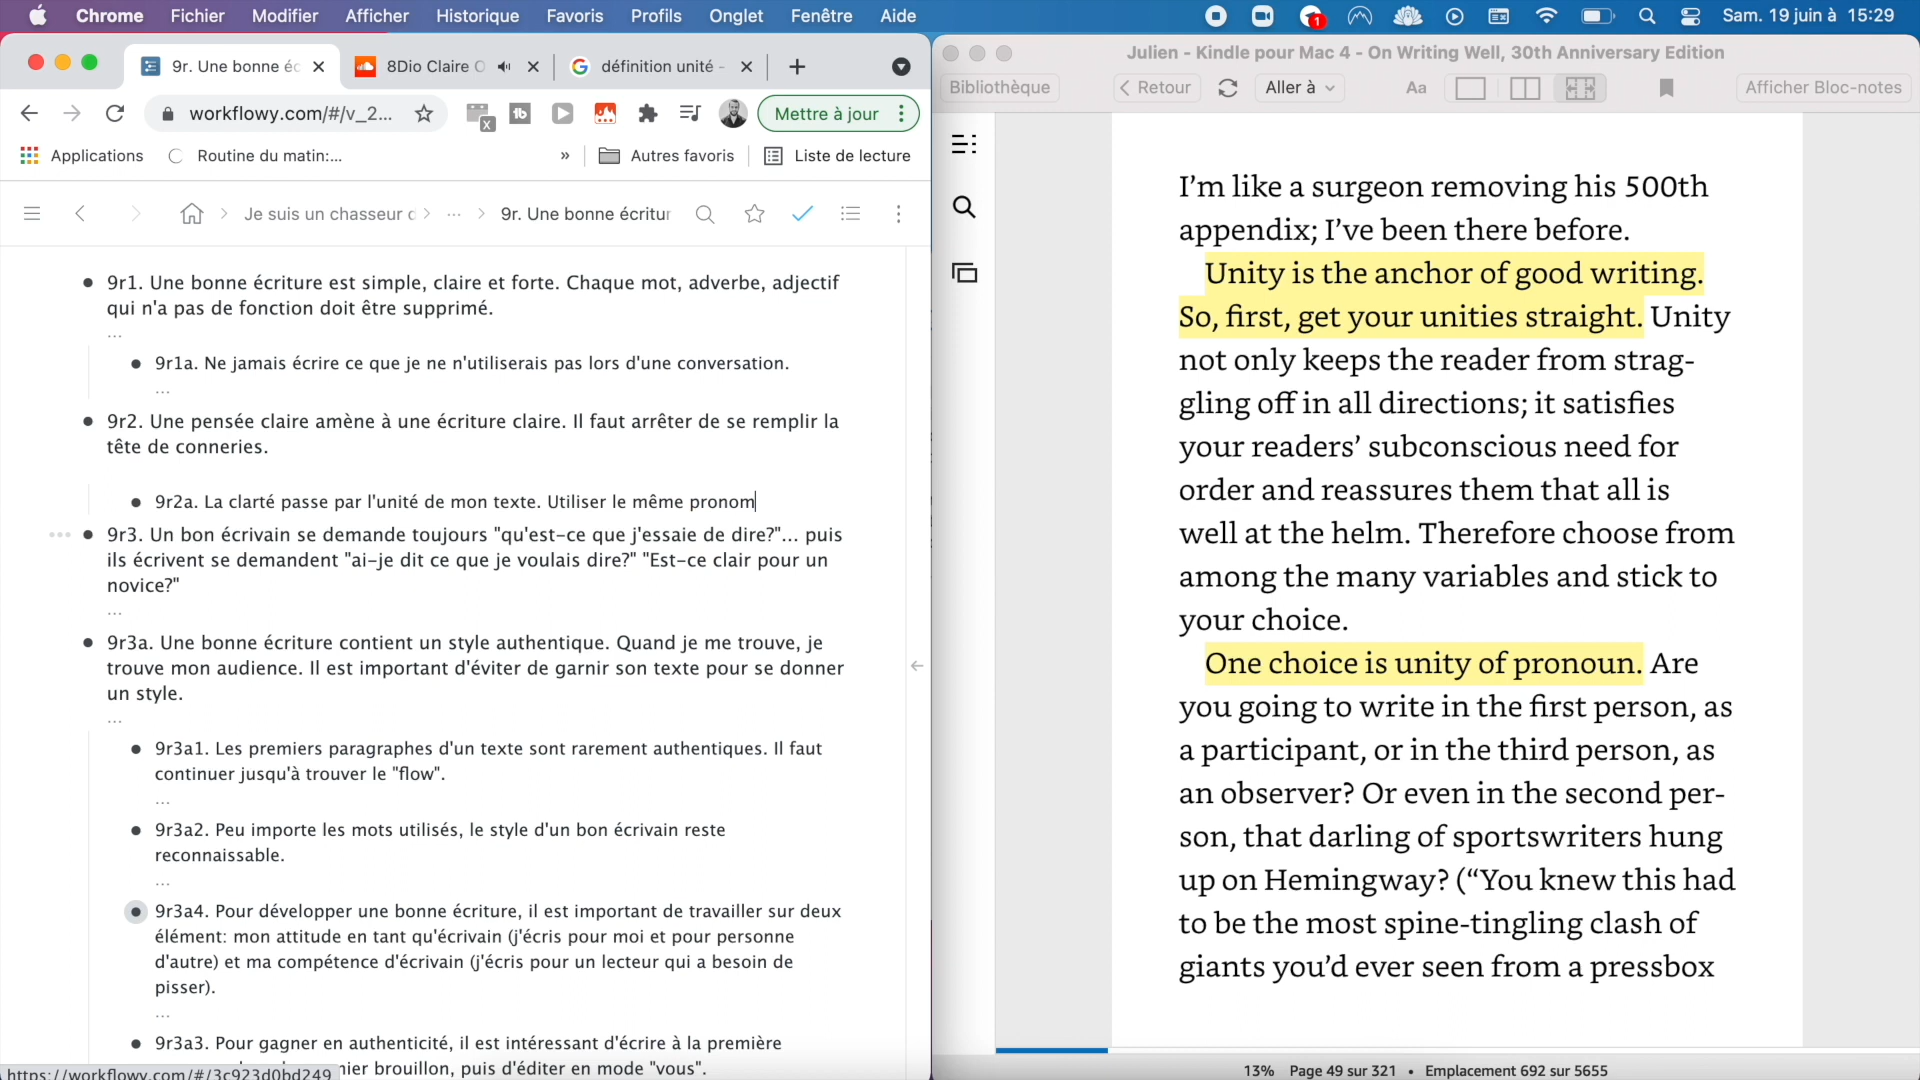 Chrome Fichier Modifier Afficher Historique Favoris Profils Onglet Fenêtre Aide
1
Sam. 19 juin à 15:29
9r. Une bonne éc
8Dio Claire O
définition unité -
workflowy.com/#/v_2...
Mettre à jour
Applications
Routine du matin:...
»
Autres favoris
Liste de lecture
Je suis un chasseur d
...
9r. Une bonne écritur
9r1. Une bonne écriture est simple, claire et forte. Chaque mot, adverbe, adjectif
qui n'a pas de fonction doit être supprimé.
...
9r1a. Ne jamais écrire ce que je ne n'utiliserais pas lors d'une conversation.
...
9r2. Une pensée claire amène à une écriture claire. Il faut arrêter de se remplir la
tête de conneries.
9r2a. La clarté passe par l'unité de mon texte. Utiliser le même pronom
9r3. Un bon écrivain se demande toujours "qu'est-ce que j'essaie de dire?"... puis
ils écrivent se demandent "ai-je dit ce que je voulais dire?" "Est-ce clair pour un
novice?"
...
9r3a. Une bonne écriture contient un style authentique. Quand je me trouve, je
trouve mon audience. Il est important d'éviter de garnir son texte pour se donner
un style.
...
9r3a1. Les premiers paragraphes d'un texte sont rarement authentiques. Il faut
continuer jusqu'à trouver le "flow".
...
9r3a2. Peu importe les mots utilisés, le style d'un bon écrivain reste
reconnaissable.
...
9r3a4. Pour développer une bonne écriture, il est important de travailler sur deux
élément: mon attitude en tant qu'écrivain (j'écris pour moi et pour personne
d'autre) et ma compétence d'écrivain (j'écris pour un lecteur qui a besoin de
pisser).
...
9r3a3. Pour gagner en authenticité, il est intéressant d'écrire à la première
nier brouillon, puis d'éditer en mode "vous".
https://workflowy.com/#/3c923d0bd249
Julien - Kindle pour Mac 4 - On Writing Well, 30th Anniversary Edition
Bibliothèque
Retour
Aller à
Aa
Afficher Bloc-notes
I’m like a surgeon removing his 500th
appendix; I’ve been there before.
Unity is the anchor of good writing.
So, first, get your unities straight. Unity
not only keeps the reader from strag-
gling off in all directions; it satisfies
your readers’ subconscious need for
order and reassures them that all is
well at the helm. Therefore choose from
among the many variables and stick to
your choice.
One choice is unity of pronoun. Are
you going to write in the first person, as
a participant, or in the third person, as
an observer? Or even in the second per-
son, that darling of sportswriters hung
up on Hemingway? (“You knew this had
to be the most spine-tingling clash of
giants you’d ever seen from a pressbox
13% Page 49 sur 321 • Emplacement 692 sur 5655